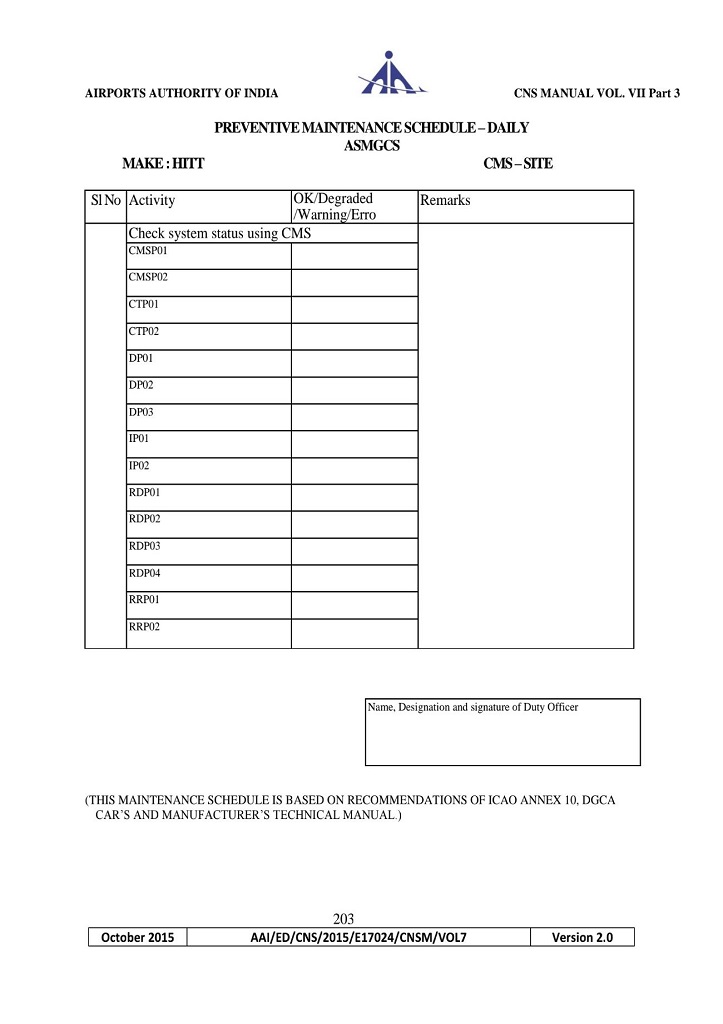 AIRPORTS AUTHORITY OF INDIA CNS MANUAL VOL. VII Part 3
PREVENTIVE MAINTENANCE SCHEDULE – DAILY
ASMGCS
MAKE : HITT CMS – SITE
Sl No Activity OK/Degraded /Warning/Erro Remarks
Check system status using CMS
CMSP01
CMSP02
CTP01
CTP02
DP01
DP02
DP03
IP01
IP02
RDP01
RDP02
RDP03
RDP04
RRP01
RRP02
Name, Designation and signature of Duty Officer
(THIS MAINTENANCE SCHEDULE IS BASED ON RECOMMENDATIONS OF ICAO ANNEX 10, DGCA
CAR’S AND MANUFACTURER’S TECHNICAL MANUAL.)
203
October 2015 AAI/ED/CNS/2015/E17024/CNSM/VOL7 Version 2.0